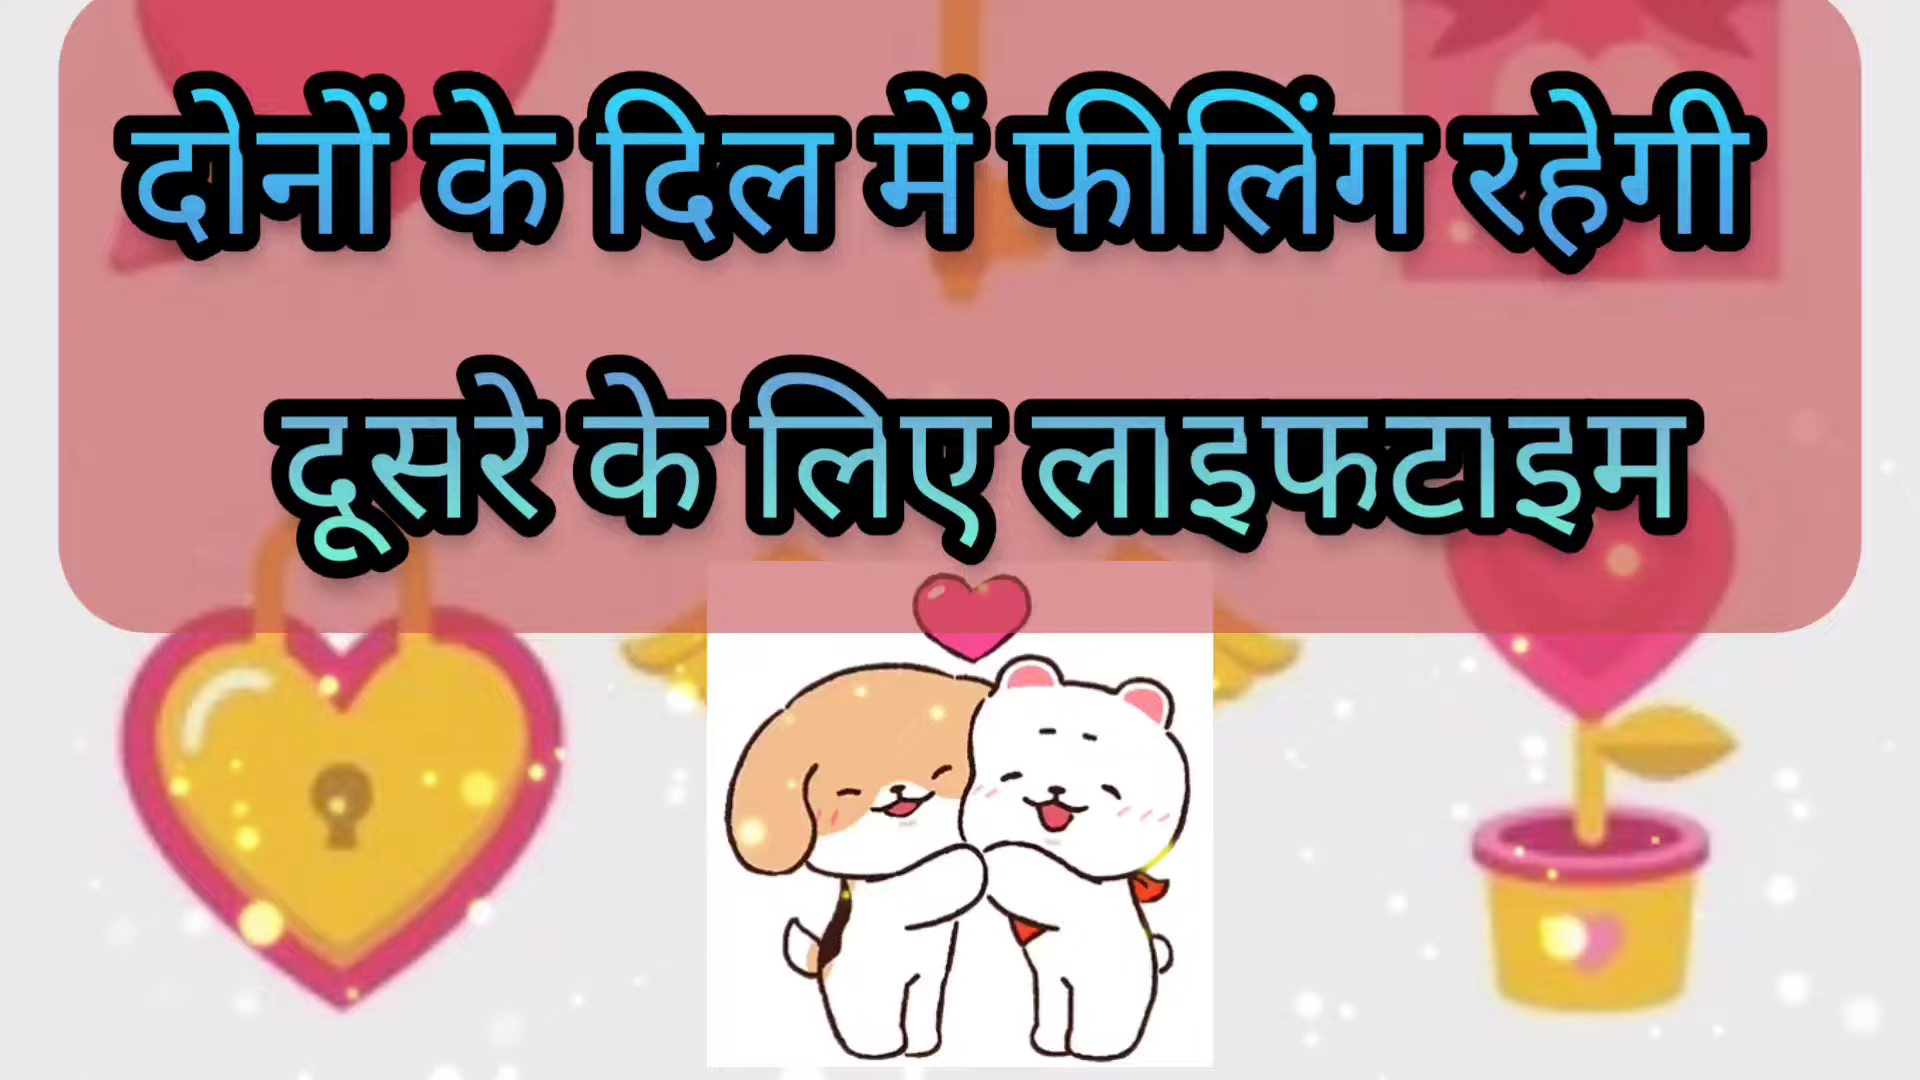 दोनों के दिल में फीलिंग रहेगी
दूसरे के लिए लाइफटाइम